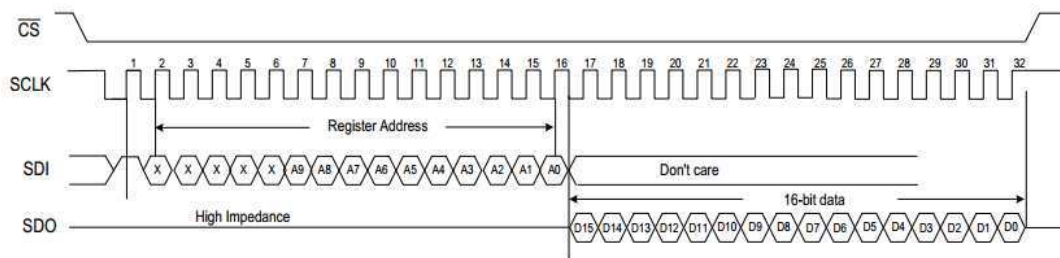 CS
SCLK 1 2 3 4 5 6 7 8 9 10 11 12 13 14 15 16 17 18 19 20 21 22 23 24 25 26 27 28 29 30 31 32
Register Address
SDI X X X X X A9 A8 A7 A6 A5 A4 A3 A2 A1 A0 Don't care
16-bit data
High Impedance
SDO D15 D14 D13 D12 D11 D10 D9 D8 D7 D6 D5 D4 D3 D2 D1 D0